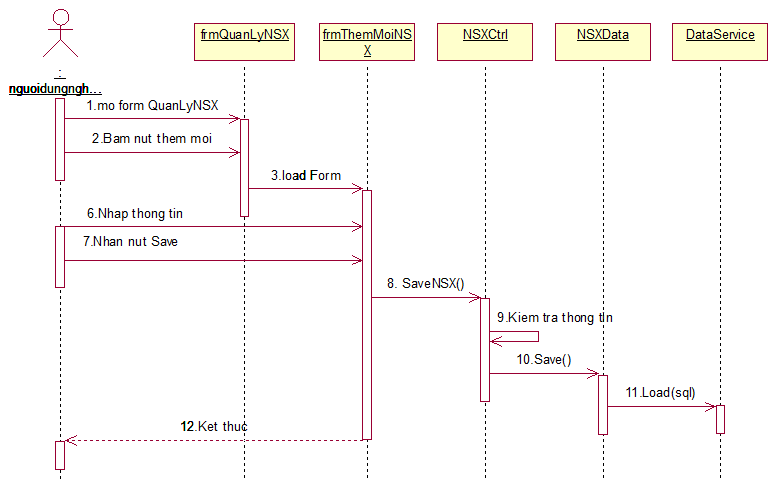 frmQuanLyNSX
frmThemMoiNS
X
NSXCtrl
NSXData
DataService
:
nguoidungngh...
1.mo form QuanLyNSX
2.Bam nut them moi
3.load Form
6.Nhap thong tin
7.Nhan nut Save
8. SaveNSX()
9.Kiem tra thong tin
10.Save()
11.Load(sql)
12.Ket thuc